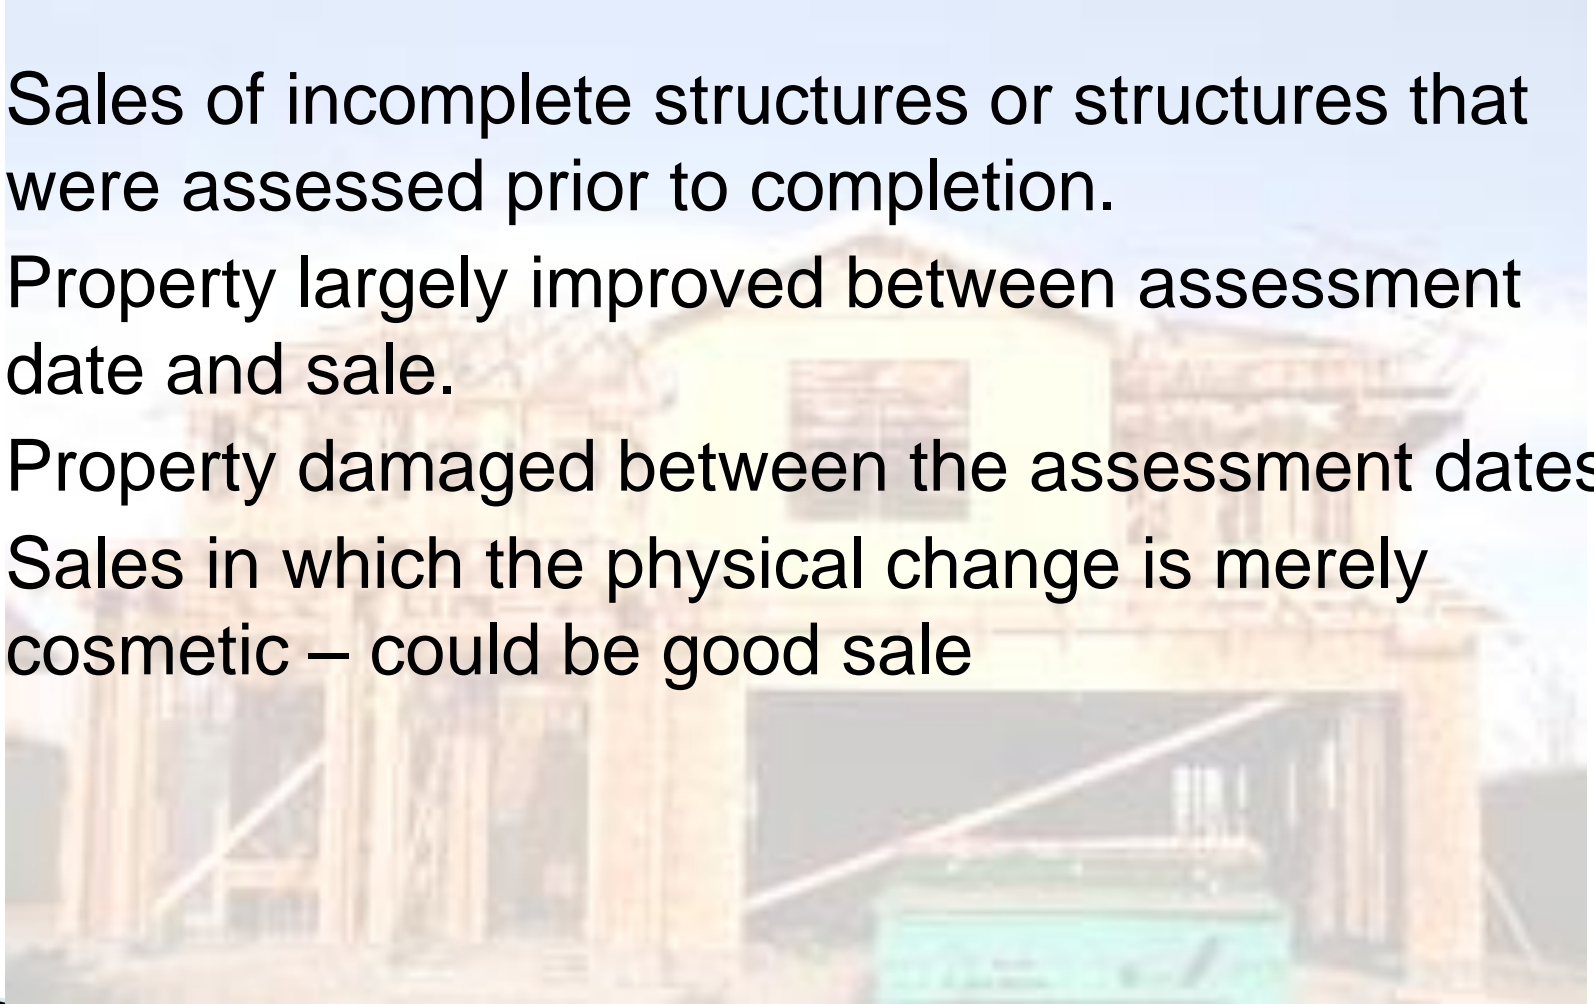 Sales of incomplete structures or structures that
were assessed prior to completion.
Property largely improved between assessment
date and sale.
Property damaged between the assessment dates
Sales in which the physical change is merely
cosmetic – could be good sale